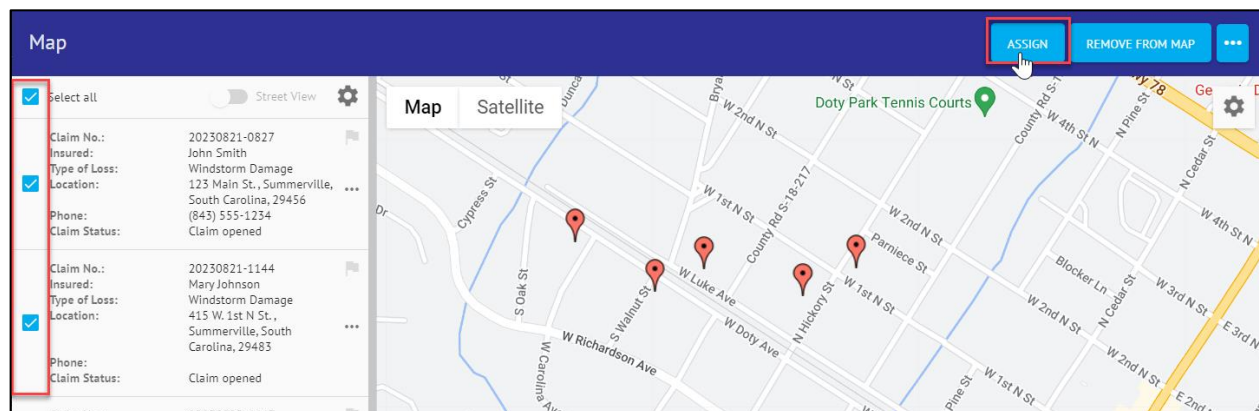 Map
ASSIGN
REMOVE FROM MAP
Select all
Street View
Claim No.: 20230821-0827
Insured: John Smith
Type of Loss: Windstorm Damage
Location: 123 Main St. , Summerville,
South Carolina, 29456
Phone: (843) 555-1234
Claim Status: Claim opened
Claim No.: 20230821-1144
Insured: Mary Johnson
Type of Loss: Windstorm Damage
Location: 415 W. 1st N St. ,
Summerville, South
Carolina, 29483
Phone:
Claim Status: Claim opened
Map
Satellite
Doty Park Tennis Courts
W 2nd N St
County Rd S-1
W 4th St N
N Pine St
N Cedar St
Cypress St
W 1st N St
County Rd S-18-217
W 2nd N St
Parniece St
W 4th St N
Dr
S Oak St
S Walnut St
W Luke Ave
N Hickory St
W 1st N St
Blocker Ln
N Cedar St
W 3rd N St
W Doty Ave
W 2nd N St
E 3rd N
W Richardson Ave
W Carolina Av
Pine St
W 1st N St
W 2nd N St
E 2nd